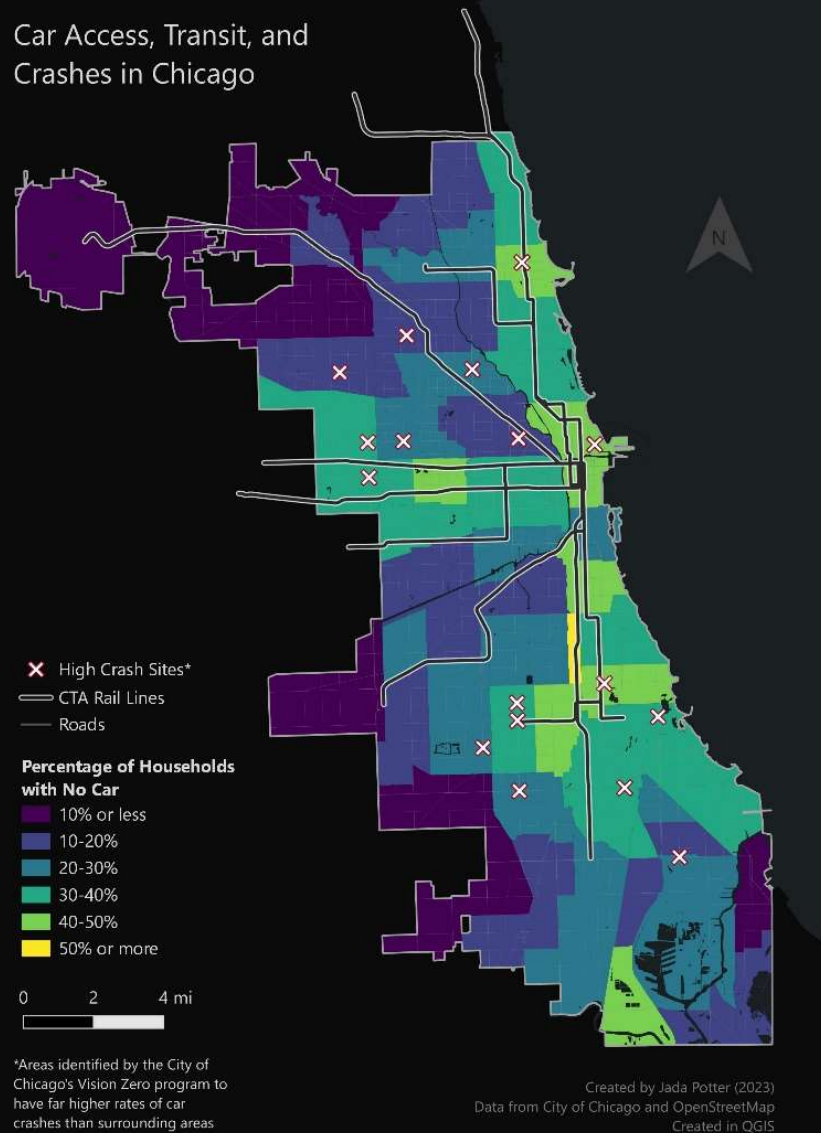 Car Access, Transit, and
Crashes in Chicago
N
High Crash Sites*
CTA Rail Lines
Roads
Percentage of Households
with No Car
10% or less
10-20%
20-30%
30-40%
40-50%
50% or more
0 2 4 mi
*Areas identified by the City of
Chicago's Vision Zero program to
have far higher rates of car
crashes than surrounding areas
Created by Jada Potter (2023)
Data from City of Chicago and OpenStreetMap
Created in QGIS